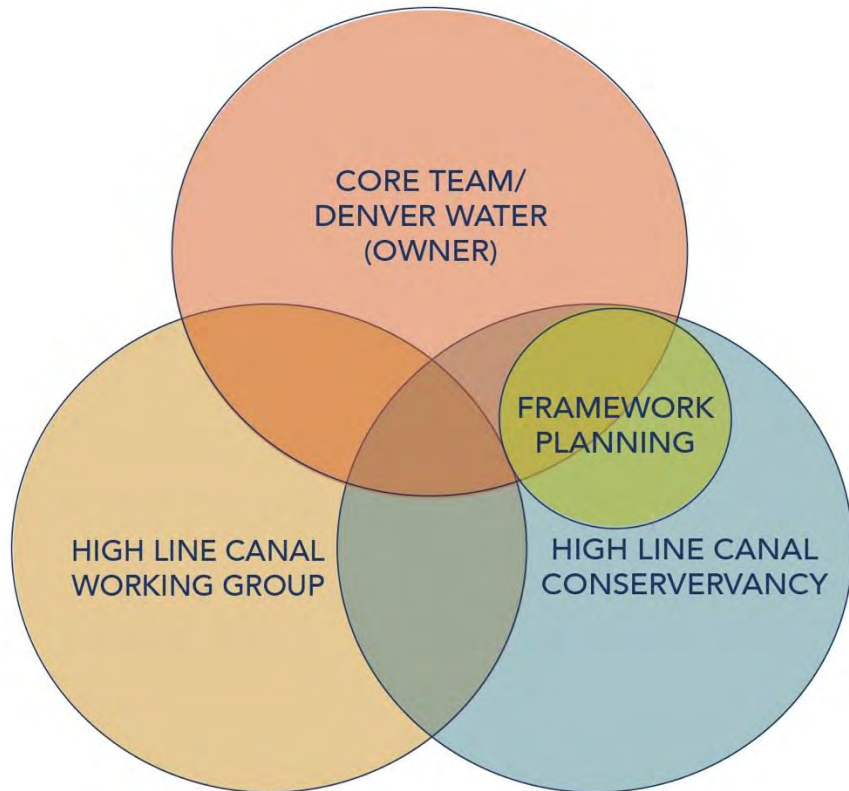 CORE TEAM/
DENVER WATER
(OWNER)
FRAMEWORK
PLANNING
HIGH LINE CANAL
WORKING GROUP
HIGH LINE CANAL
CONSERVERVANCY